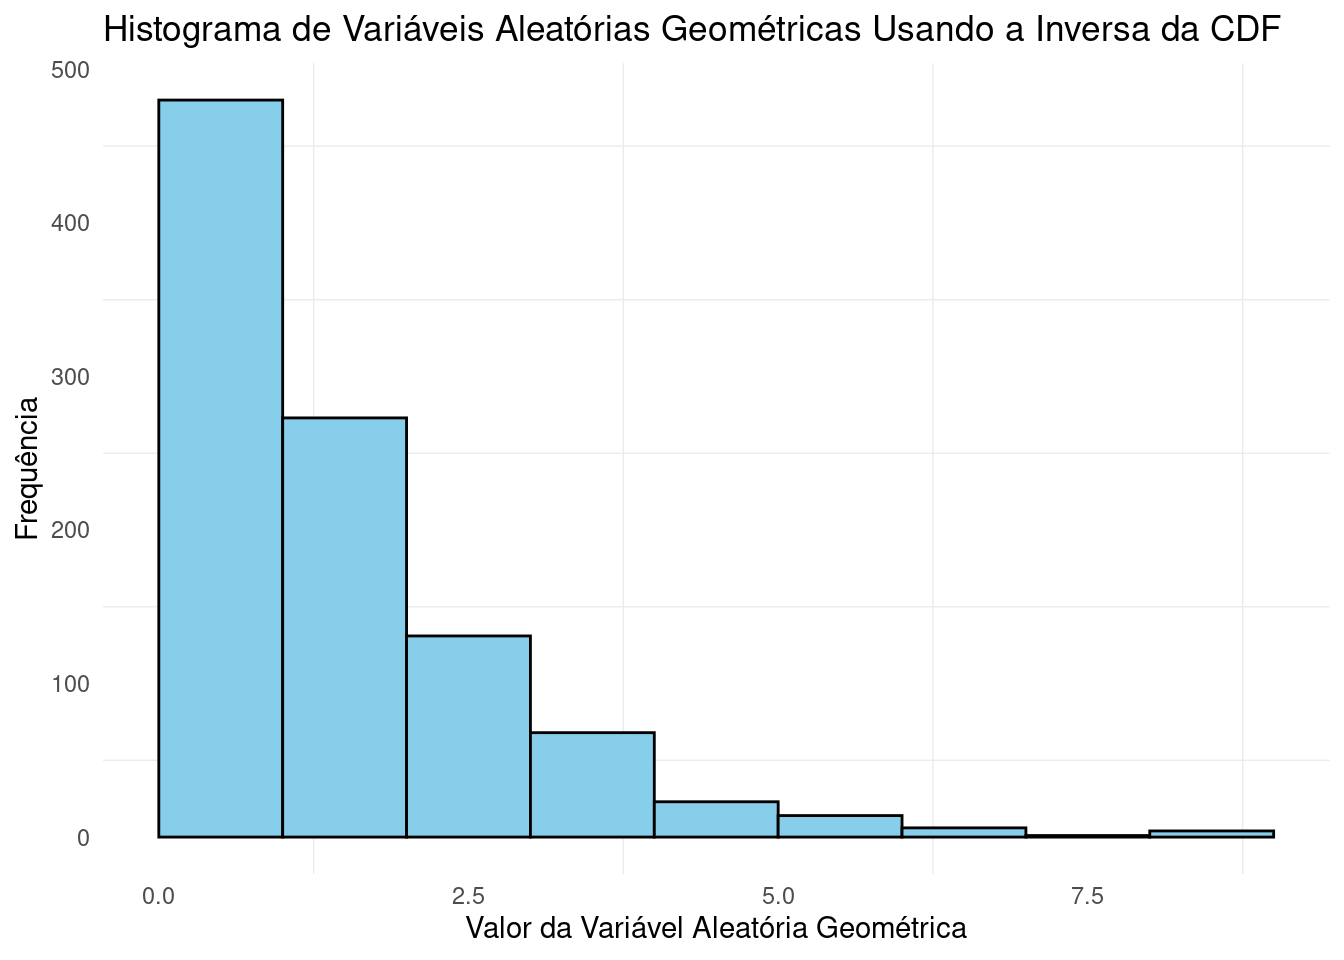 Histograma de Variáveis Aleatórias Geométricas Usando a Inversa da CDF
500
400
300
200
100
0
Frequência
0.0 2.5 5.0 7.5
Valor da Variável Aleatória Geométrica